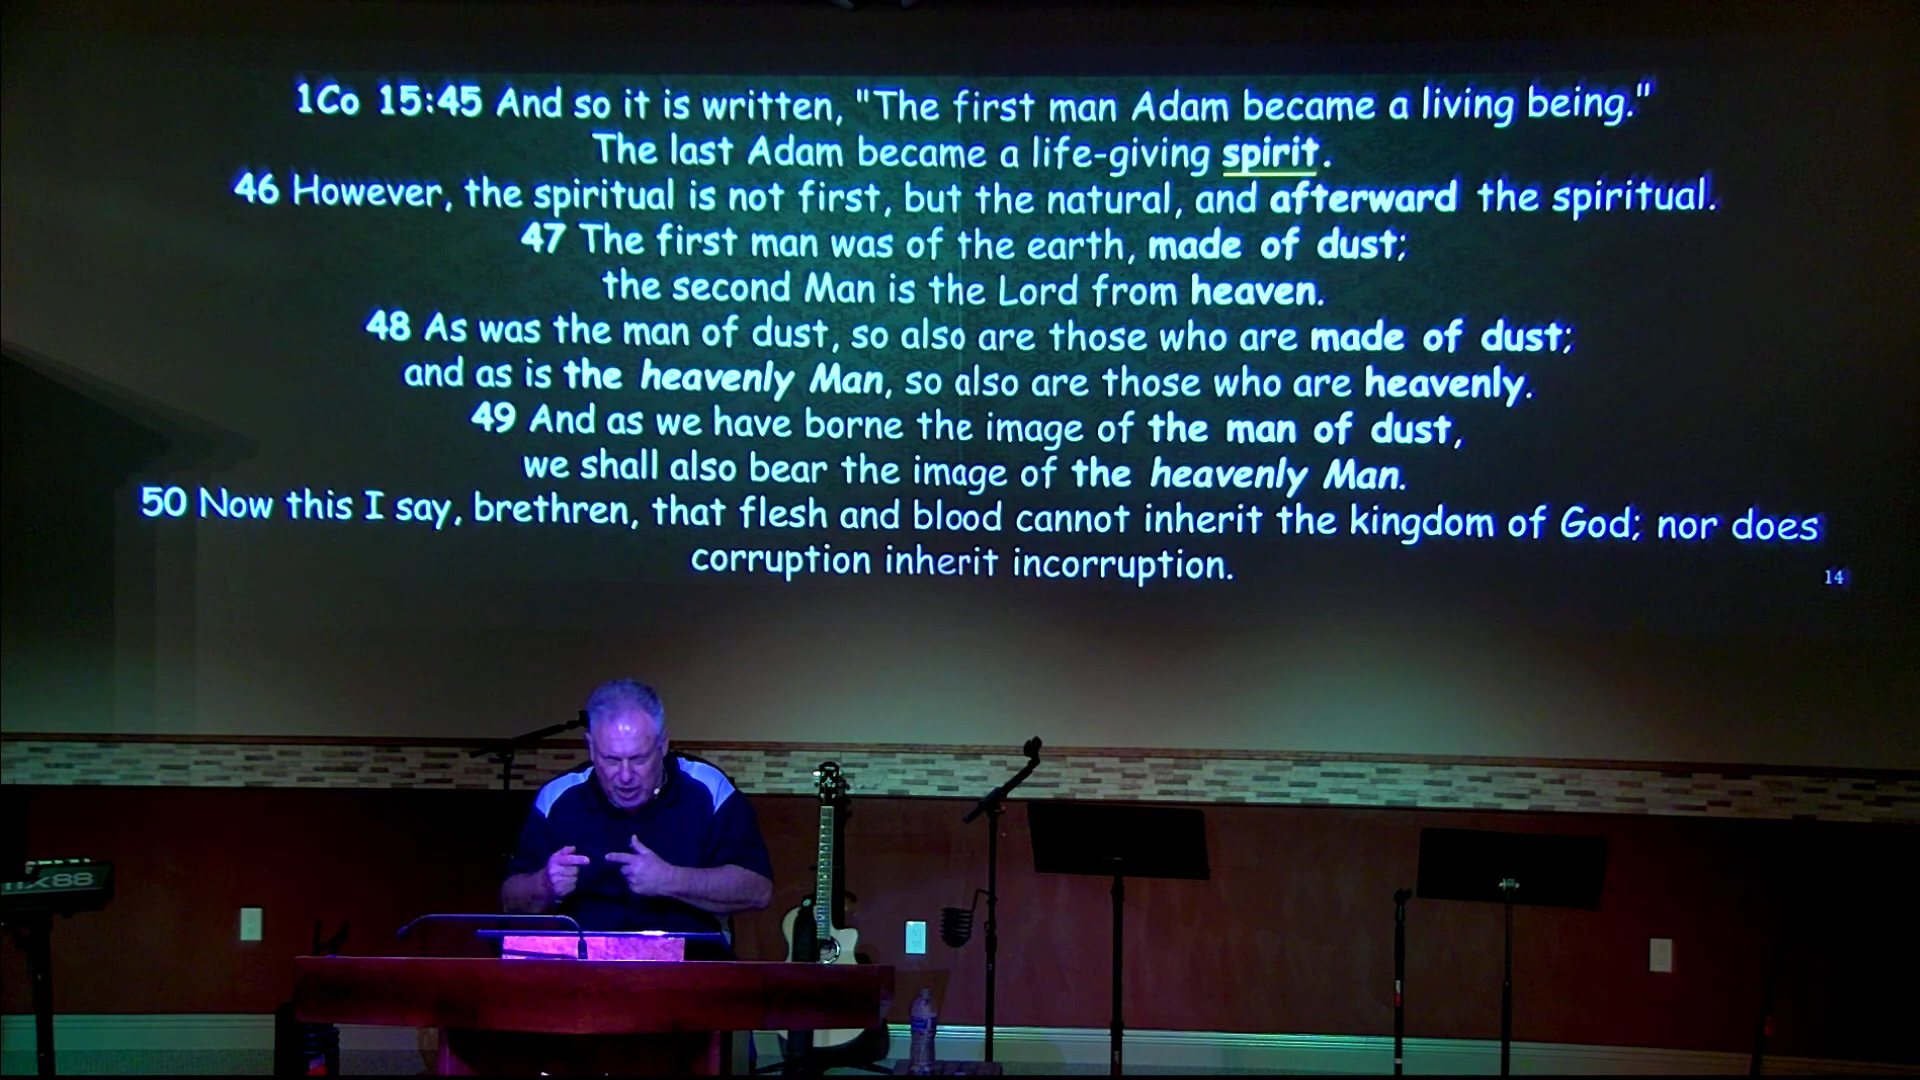 1Co 15:45 And so it is written, "The first man Adam became a living being."
The last Adam became a life-giving spirit.
46 However, the spiritual is not first, but the natural, and afterward the spiritual.
47 The first man was of the earth, made of dust;
the second Man is the Lord from heaven.
48 As was the man of dust, so also are those who are made of dust;
and as is the heavenly Man, so also are those who are heavenly.
49 And as we have borne the image of the man of dust,
we shall also bear the image of the heavenly Man.
50 Now this I say, brethren, that flesh and blood cannot inherit the kingdom of God; nor does
corruption inherit incorruption.
14